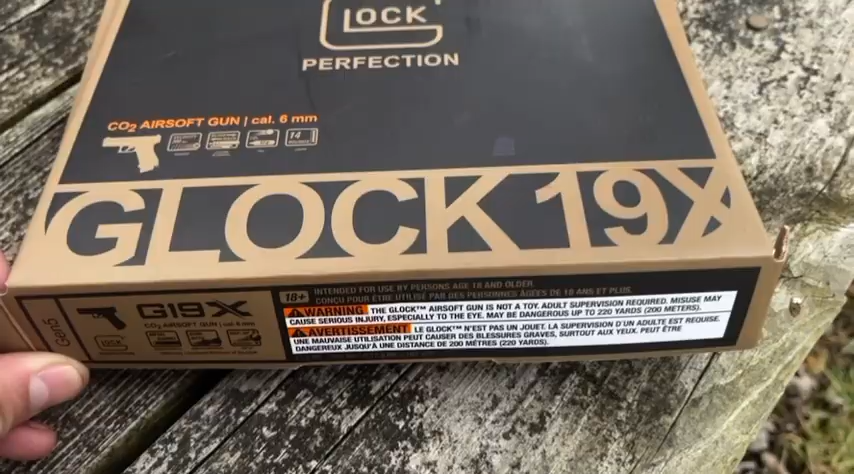 GLOCK
PERFECTION
CO2 AIRSOFT GUN | cal. 6 mm
14
GLOCK 19X
Gen5
G19X
CO2 AIRSOFT GUN | cal. 6 mm
18+ INTENDED FOR USE BY PERSONS AGE 18 AND OLDER.
CONÇU POUR ÊTRE UTILISÉ PAR DES PERSONNES ÂGÉES DE 18 ANS ET PLUS.
WARNING THE GLOCK™ AIRSOFT GUN IS NOT A TOY. ADULT SUPERVISION REQUIRED. MISUSE MAY
CAUSE SERIOUS INJURY, ESPECIALLY TO THE EYE. MAY BE DANGEROUS UP TO 220 YARDS (200 METERS).
AVERTISSEMENT LE GLOCK™ N'EST PAS UN JOUET. LA SUPERVISION D'UN ADULTE EST REQUISE.
UNE MAUVAISE UTILISATION PEUT CAUSER DES BLESSURES GRAVES, SURTOUT AUX YEUX. PEUT ÊTRE
DANGEREUX JUSQU'À UNE DISTANCE DE 200 MÈTRES (220 YARDS).